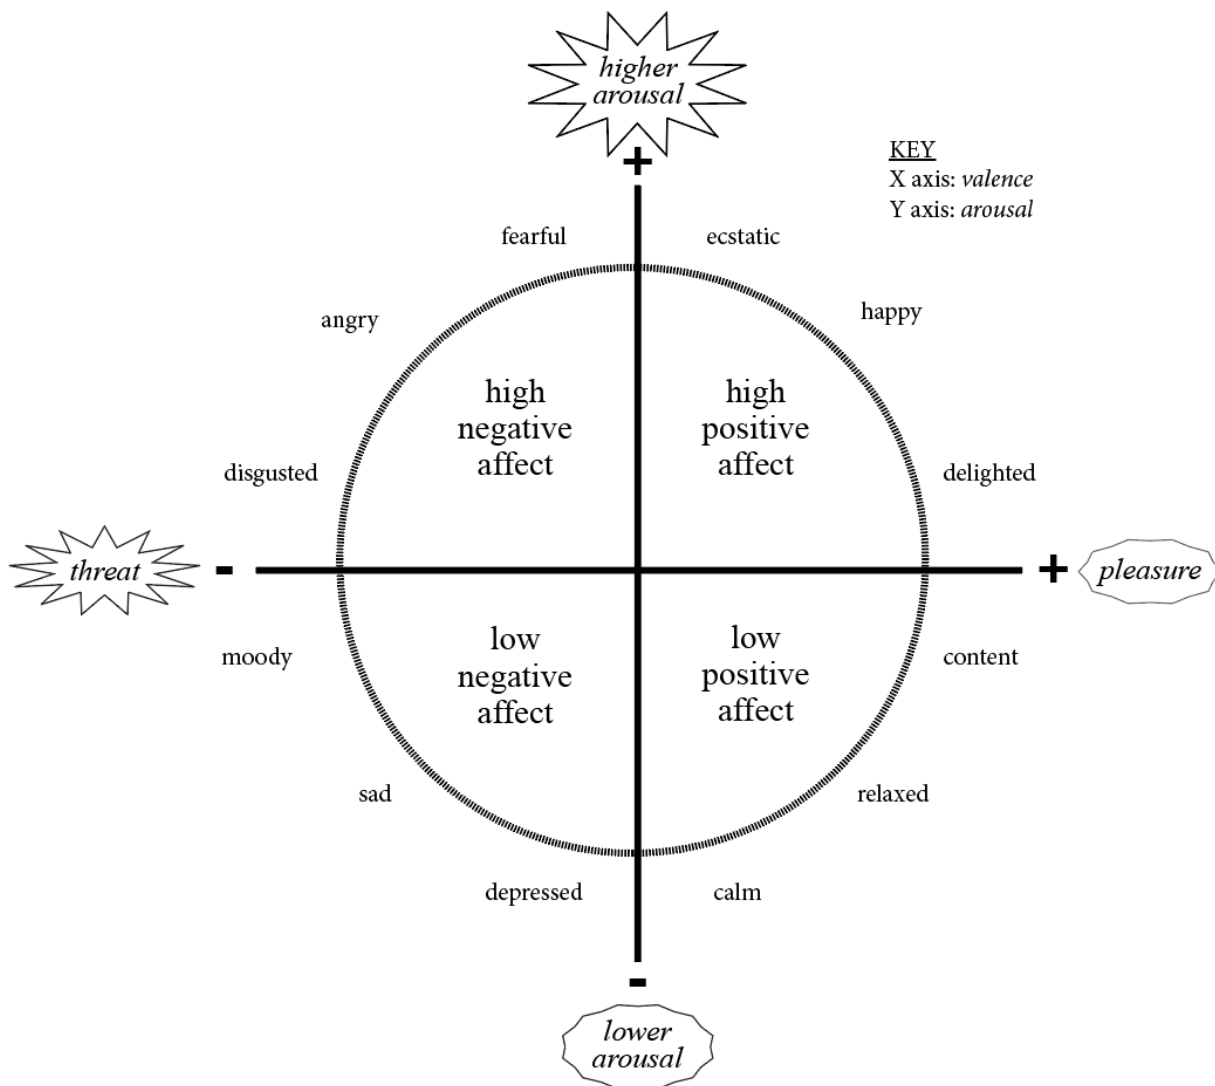 higher
arousal
+
KEY
X axis: valence
Y axis: arousal
fearful
ecstatic
angry
happy
high
negative
affect
high
positive
affect
disgusted
delighted
threat
-
+
pleasure
moody
low
negative
affect
low
positive
affect
content
sad
relaxed
depressed
calm
-
lower
arousal